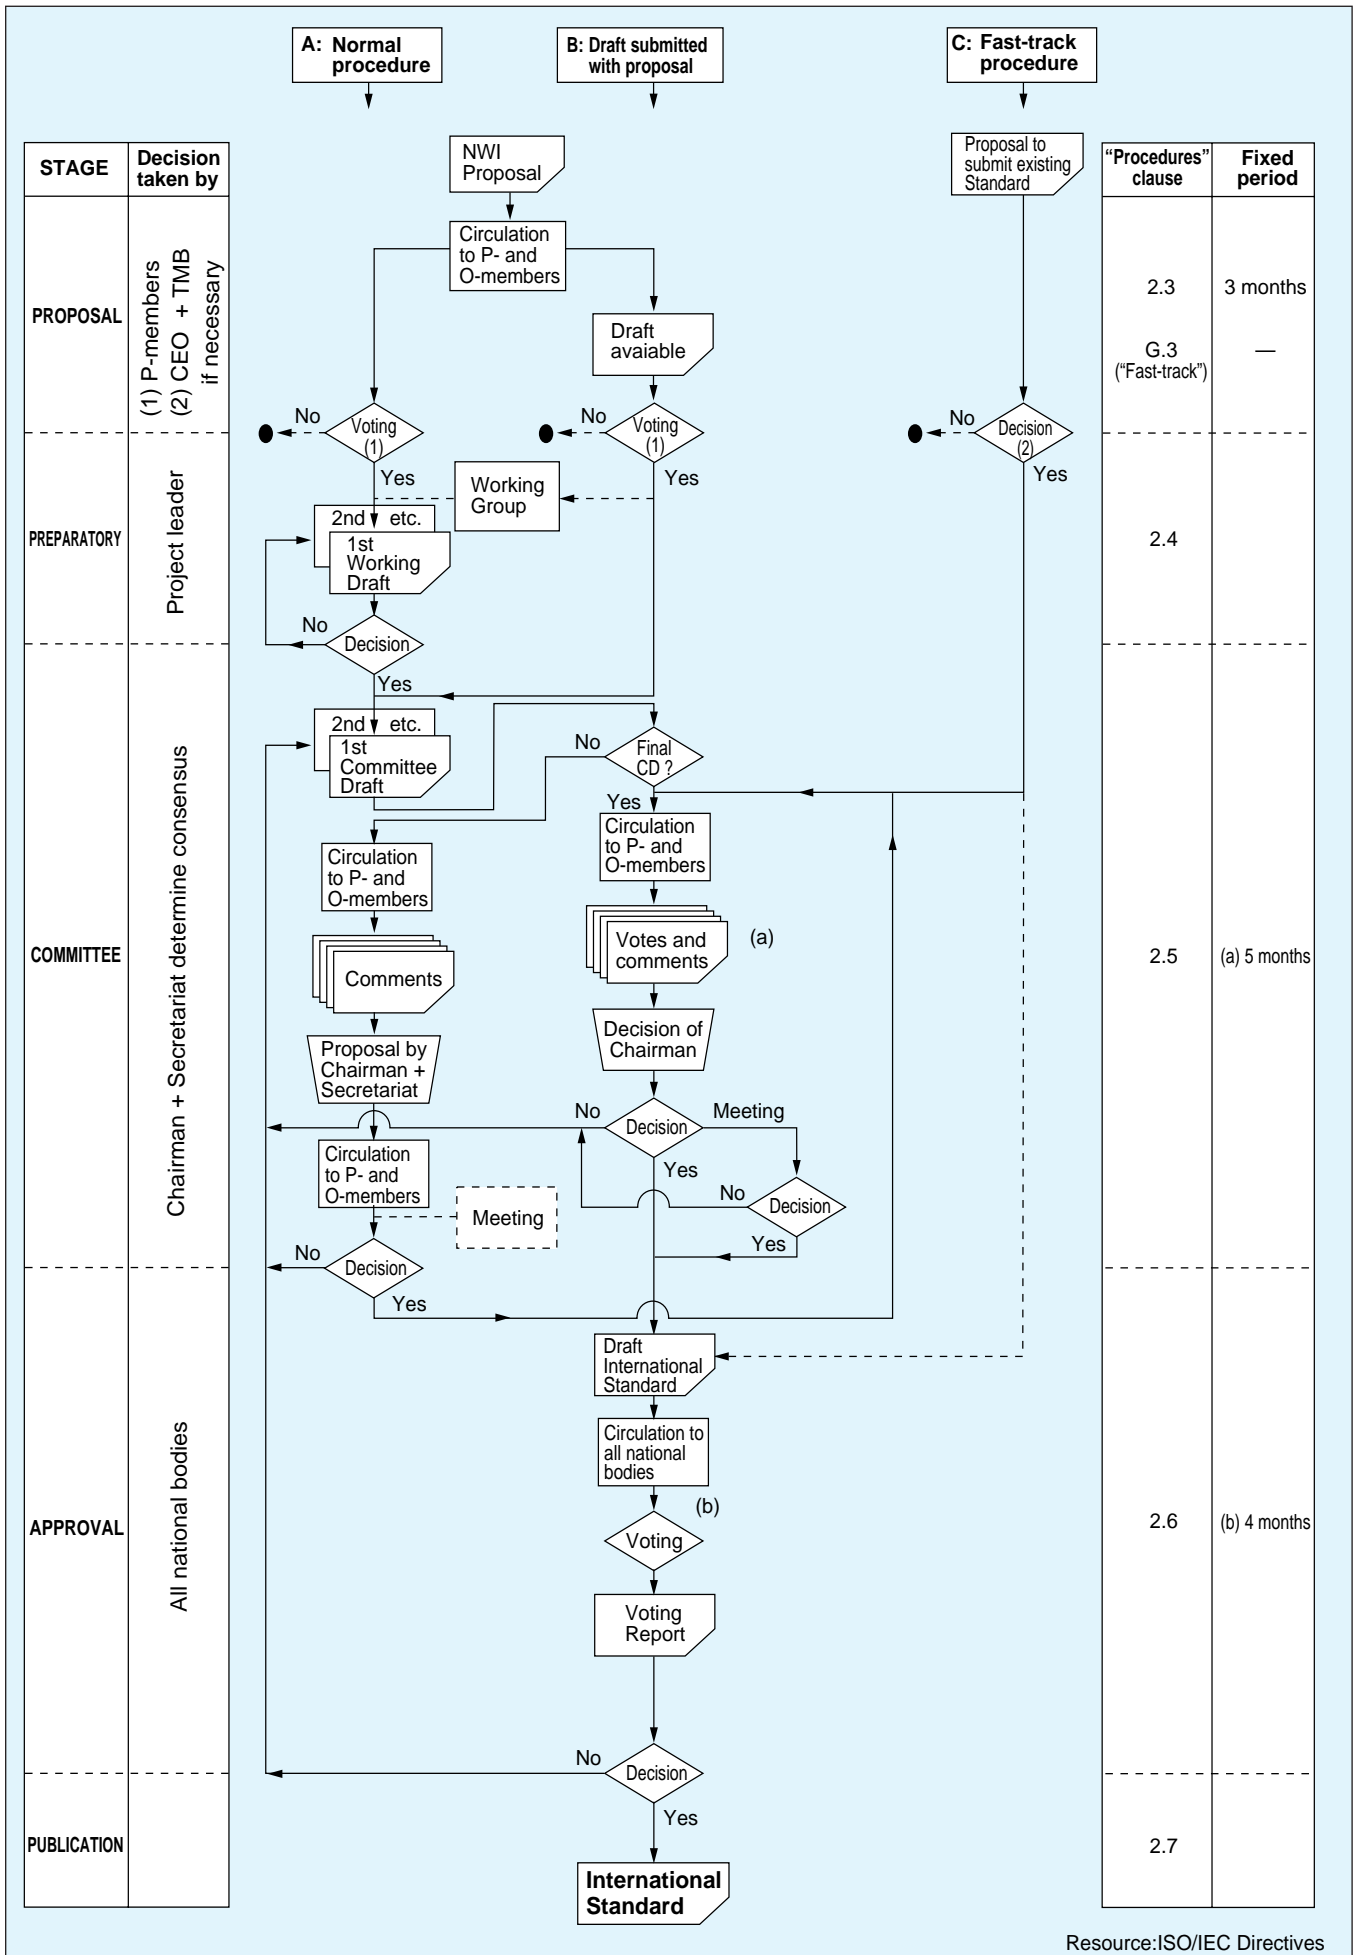 A: Normal
procedure
B: Draft submitted
with proposal
C: Fast-track
procedure
STAGE
Decision
taken by
"Procedures"
clause
Fixed
period
NWI
Proposal
Proposal to
submit existing
Standard
Circulation
to P- and
O-members
PROPOSAL
(1) P-members
(2) CEO + TMB
if necessary
2.3
3 months
Draft
avaiable
G.3
("Fast-track")
—
No
Voting
(1)
Yes
No
Voting
(1)
Yes
No
Decision
(2)
Yes
Working
Group
PREPARATORY
Project leader
2nd etc.
1st
Working
Draft
2.4
No
Decision
Yes
2nd etc.
1st
Committee
Draft
No
Final
CD ?
Yes
Circulation
to P- and
O-members
Circulation
to P- and
O-members
COMMITTEE
Chairman + Secretariat determine consensus
Comments
Votes and
comments
(a)
2.5
(a) 5 months
Proposal by
Chairman +
Secretariat
Decision of
Chairman
No
Decision
Meeting
Yes
Circulation
to P- and
O-members
No
Decision
Yes
Meeting
No
Decision
Yes
Draft
International
Standard
Circulation to
all national
bodies
(b)
APPROVAL
All national bodies
Voting
2.6
(b) 4 months
Voting
Report
No
Decision
Yes
PUBLICATION
2.7
International
Standard
Resource:ISO/IEC Directives